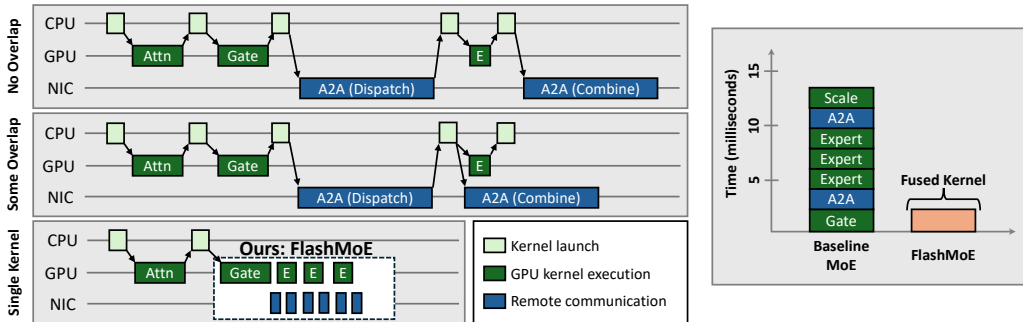 No Overlap
CPU
GPU
NIC
Attn
Gate
E
A2A (Dispatch)
A2A (Combine)
Some Overlap
CPU
GPU
NIC
Attn
Gate
E
A2A (Dispatch)
A2A (Combine)
Single Kernel
CPU
GPU
NIC
Ours: FlashMoE
Attn
Gate
E
E
E
Kernel launch
GPU kernel execution
Remote communication
Time (milliseconds)
15
10
5
Scale
A2A
Expert
Expert
Expert
A2A
Gate
Fused Kernel
Baseline
MoE
FlashMoE